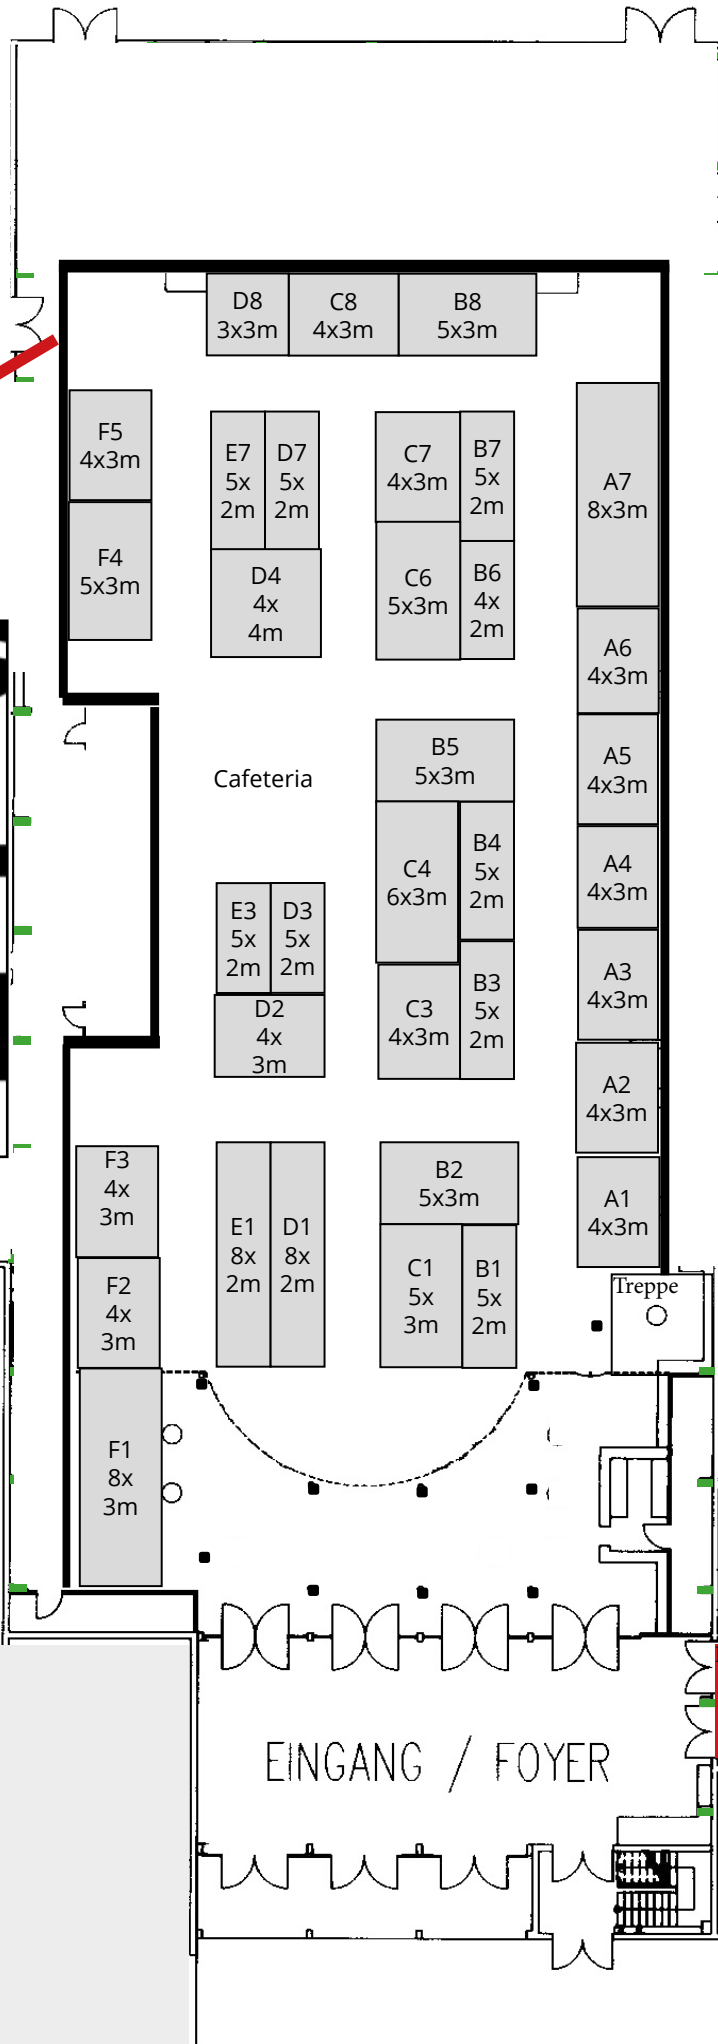 D8
3x3m
C8
4x3m
B8
5x3m
F5
4x3m
F4
5x3m
E7
5x
2m
D7
5x
2m
D4
4x
4m
C7
4x3m
B7
5x
2m
C6
5x3m
B6
4x
2m
A7
8x3m
A6
4x3m
A5
4x3m
A4
4x3m
A3
4x3m
A2
4x3m
A1
4x3m
Cafeteria
B5
5x3m
C4
6x3m
B4
5x
2m
C3
4x3m
B3
5x
2m
E3
5x
2m
D3
5x
2m
D2
4x
3m
F3
4x
3m
F2
4x
3m
F1
8x
3m
E1
8x
2m
D1
8x
2m
B2
5x3m
C1
5x
3m
B1
5x
2m
Treppe
EINGANG / FOYER